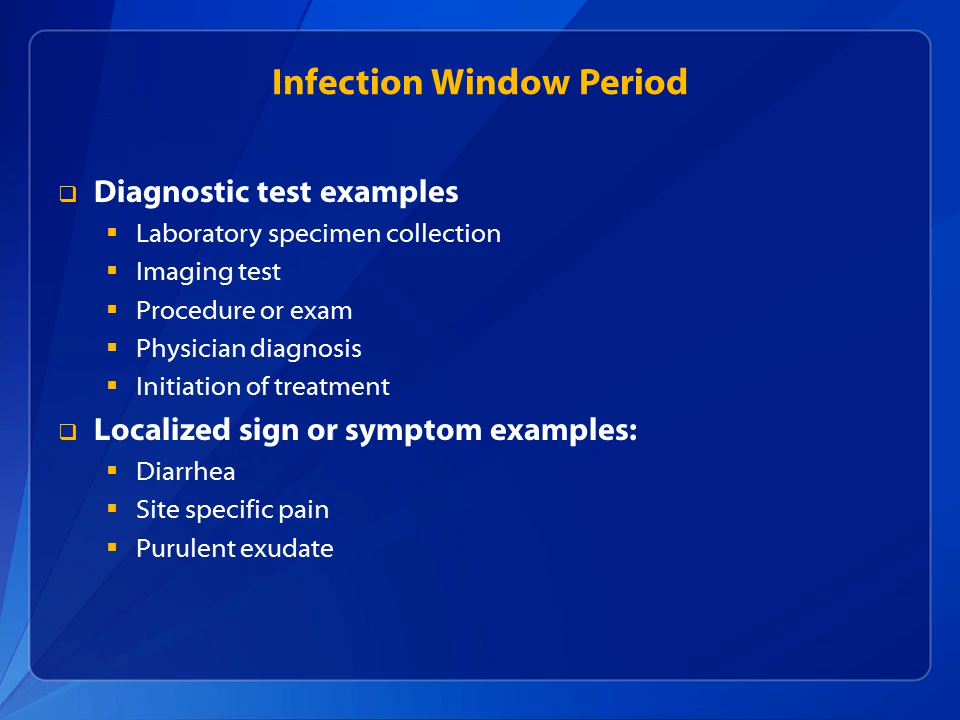 Infection Window Period
Diagnostic test examples
Laboratory specimen collection
Imaging test
Procedure or exam
Physician diagnosis
Initiation of treatment
Localized sign or symptom examples:
Diarrhea
Site specific pain
Purulent exudate